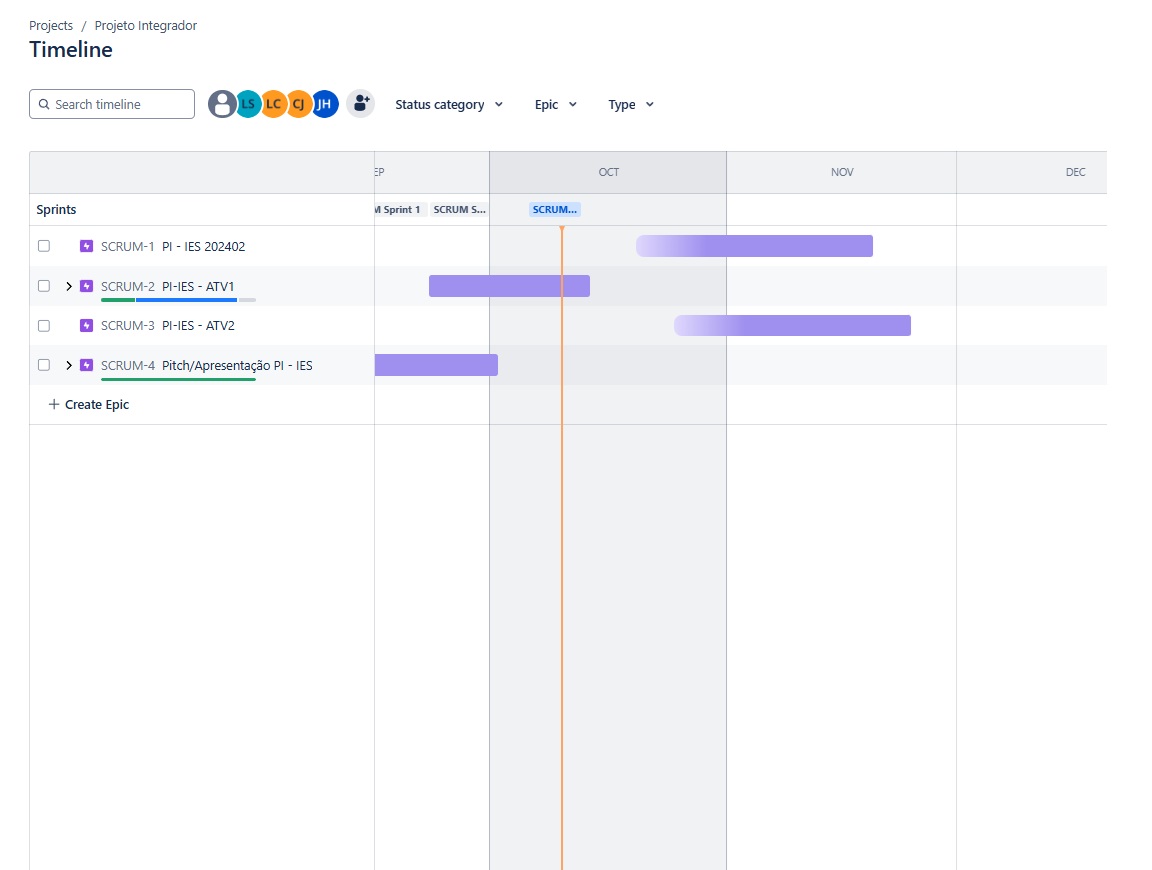 Projects / Projeto Integrador
Timeline
Search timeline
LS LC CJ JH
Status category
Epic
Type
EP OCT NOV DEC
Sprints
M Sprint 1 SCRUM S... SCRUM...
SCRUM-1 PI - IES 202402
SCRUM-2 PI-IES - ATV1
SCRUM-3 PI-IES - ATV2
SCRUM-4 Pitch/Apresentação PI - IES
+ Create Epic